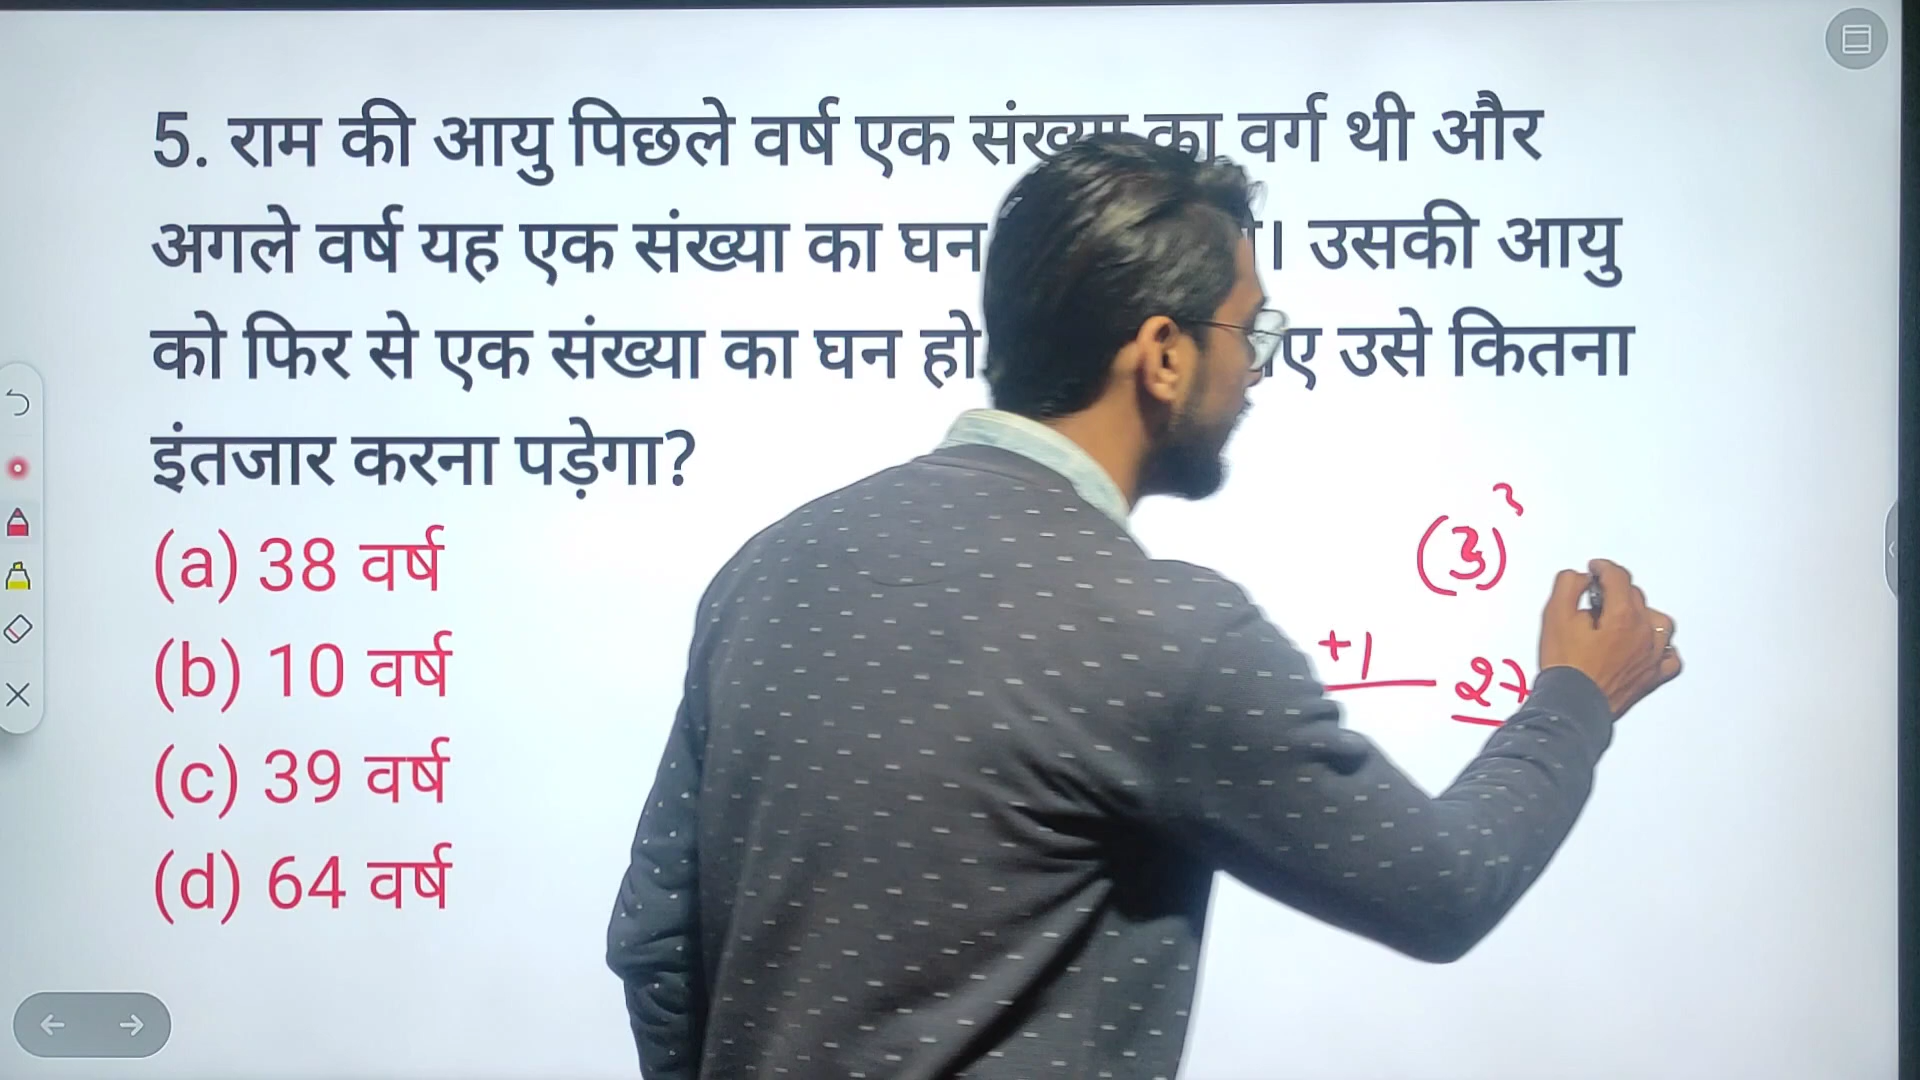 5. राम की आयु पिछले वर्ष एक का वर्ग थी और
अगले वर्ष यह एक संख्या का घन उसकी आयु
को फिर से एक संख्या का घन हो उसे कितना
इंतजार करना पड़ेगा?
(a) 38 वर्ष
(b) 10 वर्ष
(c) 39 वर्ष
(d) 64 वर्ष
(3)³
+1
27